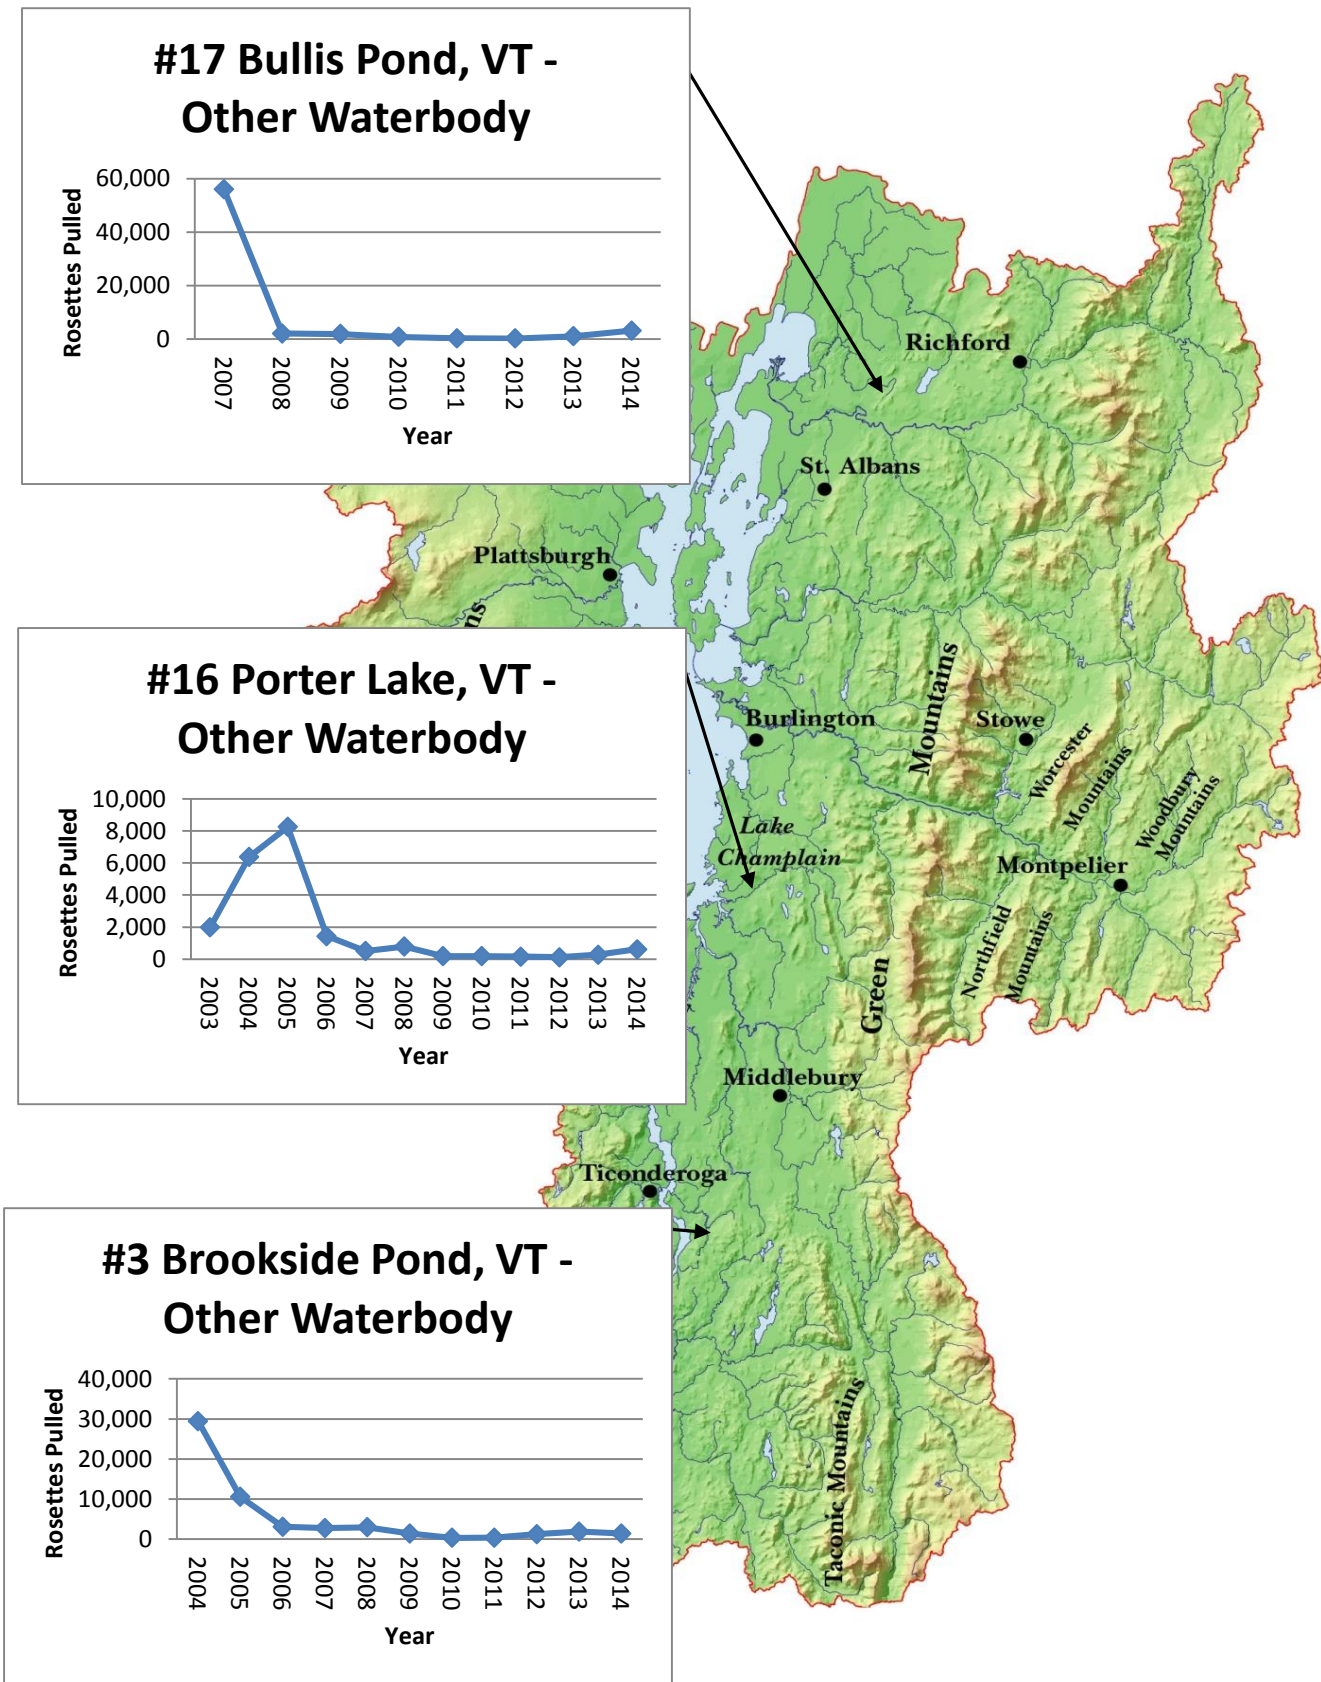 #17 Bullis Pond, VT -
Other Waterbody
Rosettes Pulled
60,000
40,000
20,000
0
2007
2008
2009
2010
2011
2012
2013
2014
Year
Richford
St. Albans
Plattsburgh
ns
#16 Porter Lake, VT -
Other Waterbody
Rosettes Pulled
10,000
8,000
6,000
4,000
2,000
0
2003
2004
2005
2006
2007
2008
2009
2010
2011
2012
2013
2014
Year
Burlington
Mountains
Stowe
Worcester
Mountains
Woodbury
Mountains
Lake
Champlain
Montpelier
Northfield
Mountains
Green
Middlebury
Ticonderoga
#3 Brookside Pond, VT -
Other Waterbody
Rosettes Pulled
40,000
30,000
20,000
10,000
0
2004
2005
2006
2007
2008
2009
2010
2011
2012
2013
2014
Year
Taconic Mountains